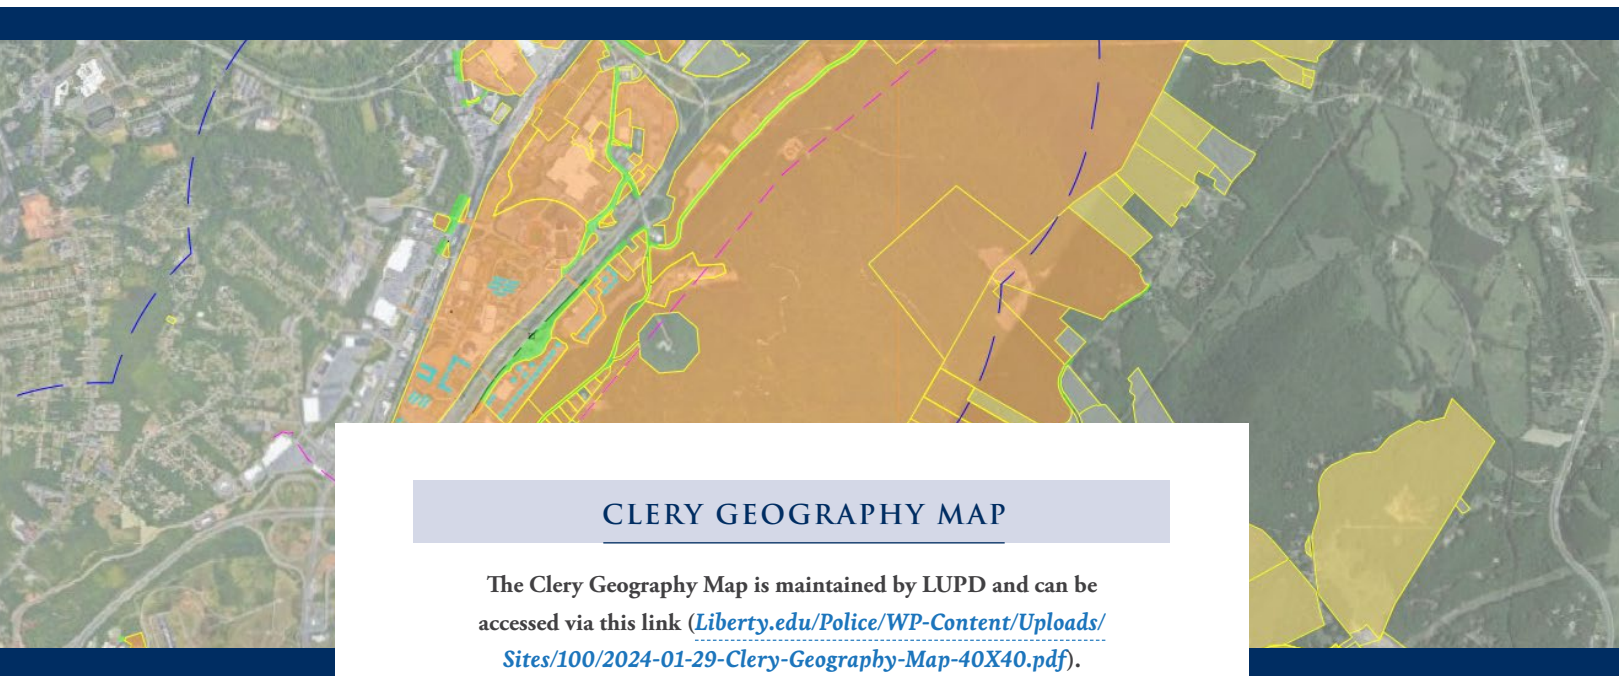 CLERY GEOGRAPHY MAP
The Clery Geography Map is maintained by LUPD and can be
accessed via this link (Liberty.edu/Police/WP-Content/Uploads/
Sites/100/2024-01-29-Clery-Geography-Map-40X40.pdf).